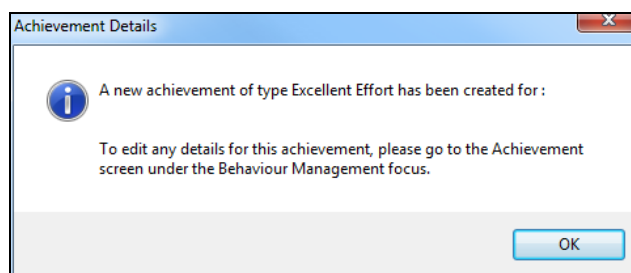 Achievement Details
A new achievement of type Excellent Effort has been created for :
To edit any details for this achievement, please go to the Achievement
screen under the Behaviour Management focus.
OK